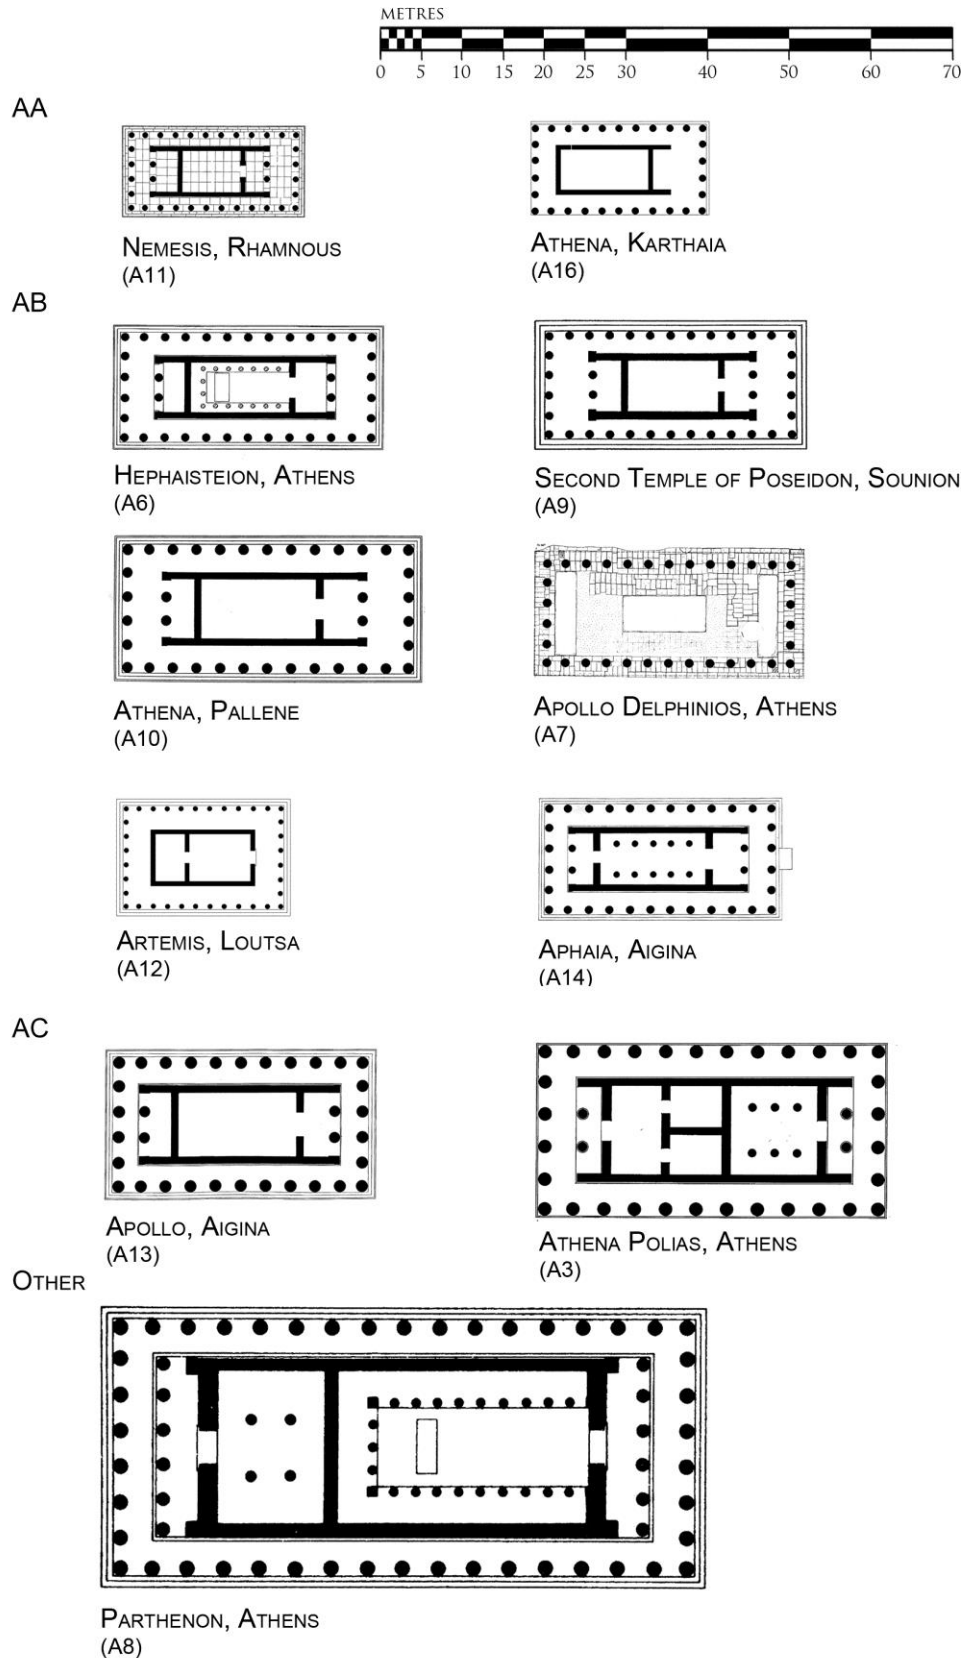 METRES
0 5 10 15 20 25 30 40 50 60 70
AA
NEMESIS, RHAMNOUS
(A11)
ATHENA, KARTHAIA
(A16)
AB
HEPHAISTEION, ATHENS
(A6)
SECOND TEMPLE OF POSEIDON, SOUNION
(A9)
ATHENA, PALLENE
(A10)
APOLLO DELPHINIOS, ATHENS
(A7)
ARTEMIS, LOUTSA
(A12)
APHAIA, AIGINA
(A14)
AC
APOLLO, AIGINA
(A13)
ATHENA POLIAS, ATHENS
(A3)
OTHER
PARTHENON, ATHENS
(A8)